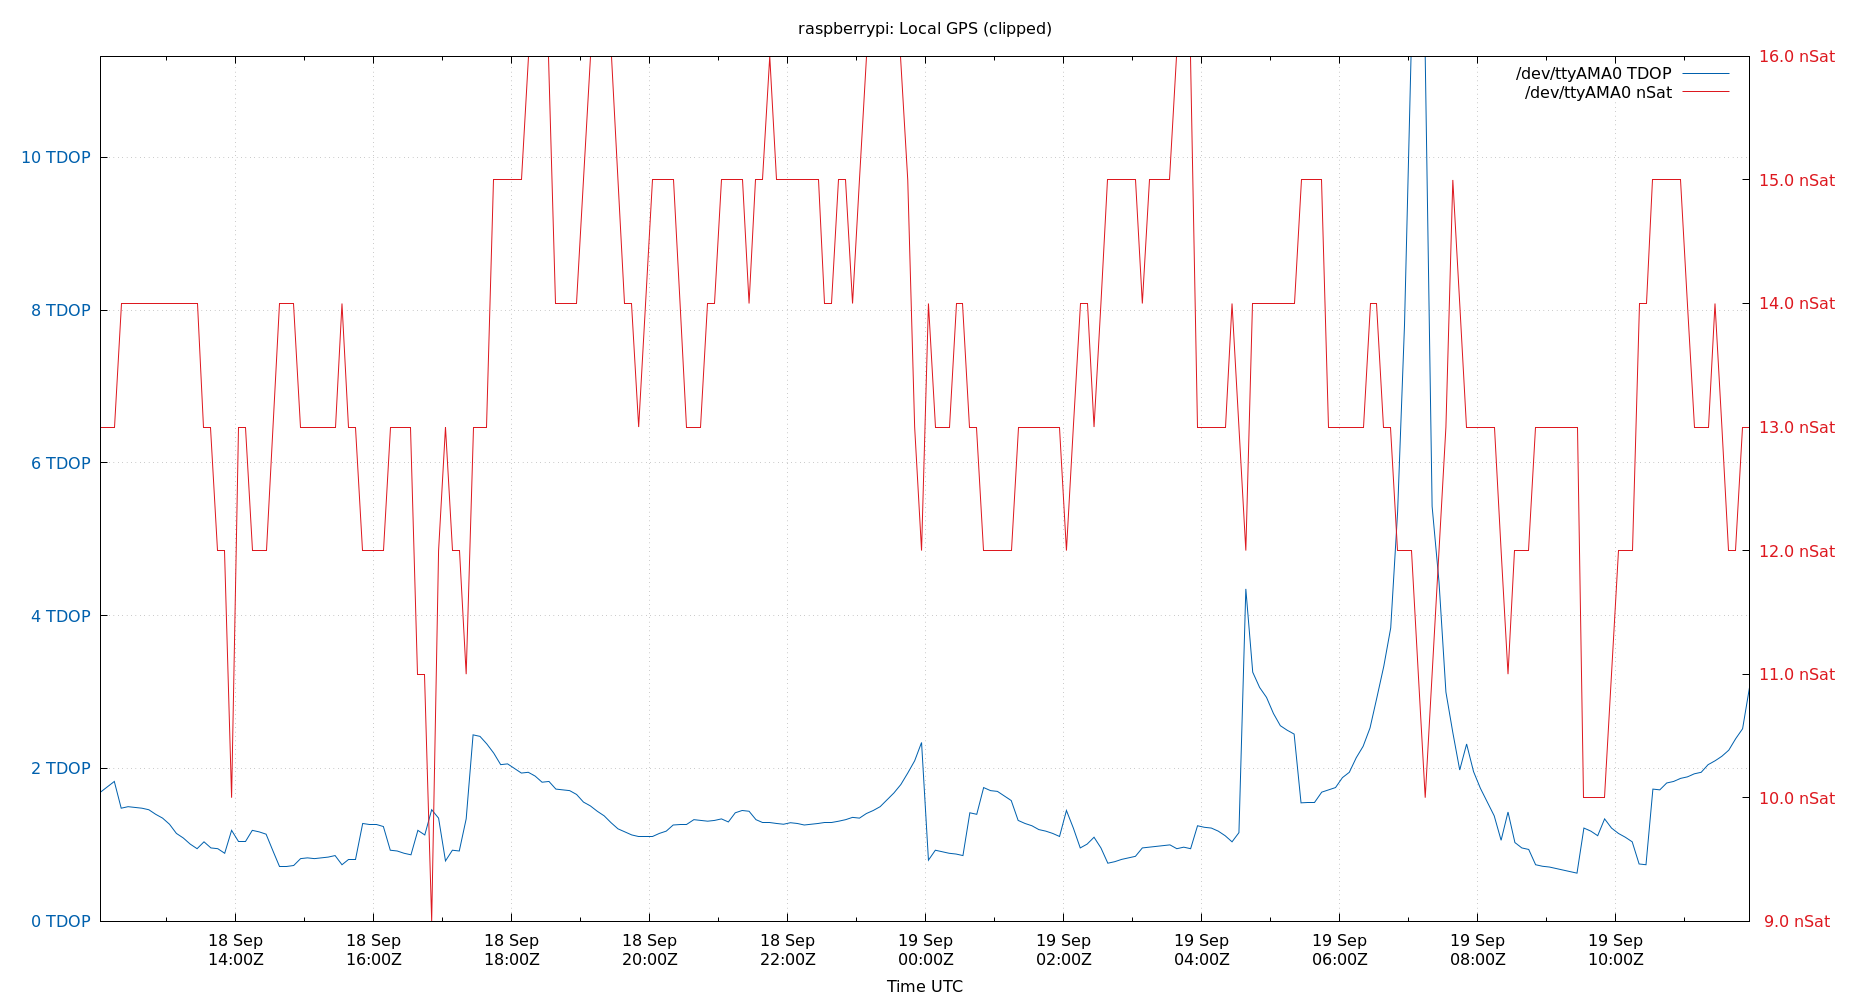 raspberrypi: Local GPS (clipped)
/dev/ttyAMA0 TDOP
/dev/ttyAMA0 nSat
10 TDOP
8 TDOP
6 TDOP
4 TDOP
2 TDOP
0 TDOP
16.0 nSat
15.0 nSat
14.0 nSat
13.0 nSat
12.0 nSat
11.0 nSat
10.0 nSat
9.0 nSat
18 Sep
14:00Z
18 Sep
16:00Z
18 Sep
18:00Z
18 Sep
20:00Z
18 Sep
22:00Z
19 Sep
00:00Z
19 Sep
02:00Z
19 Sep
04:00Z
19 Sep
06:00Z
19 Sep
08:00Z
19 Sep
10:00Z
Time UTC